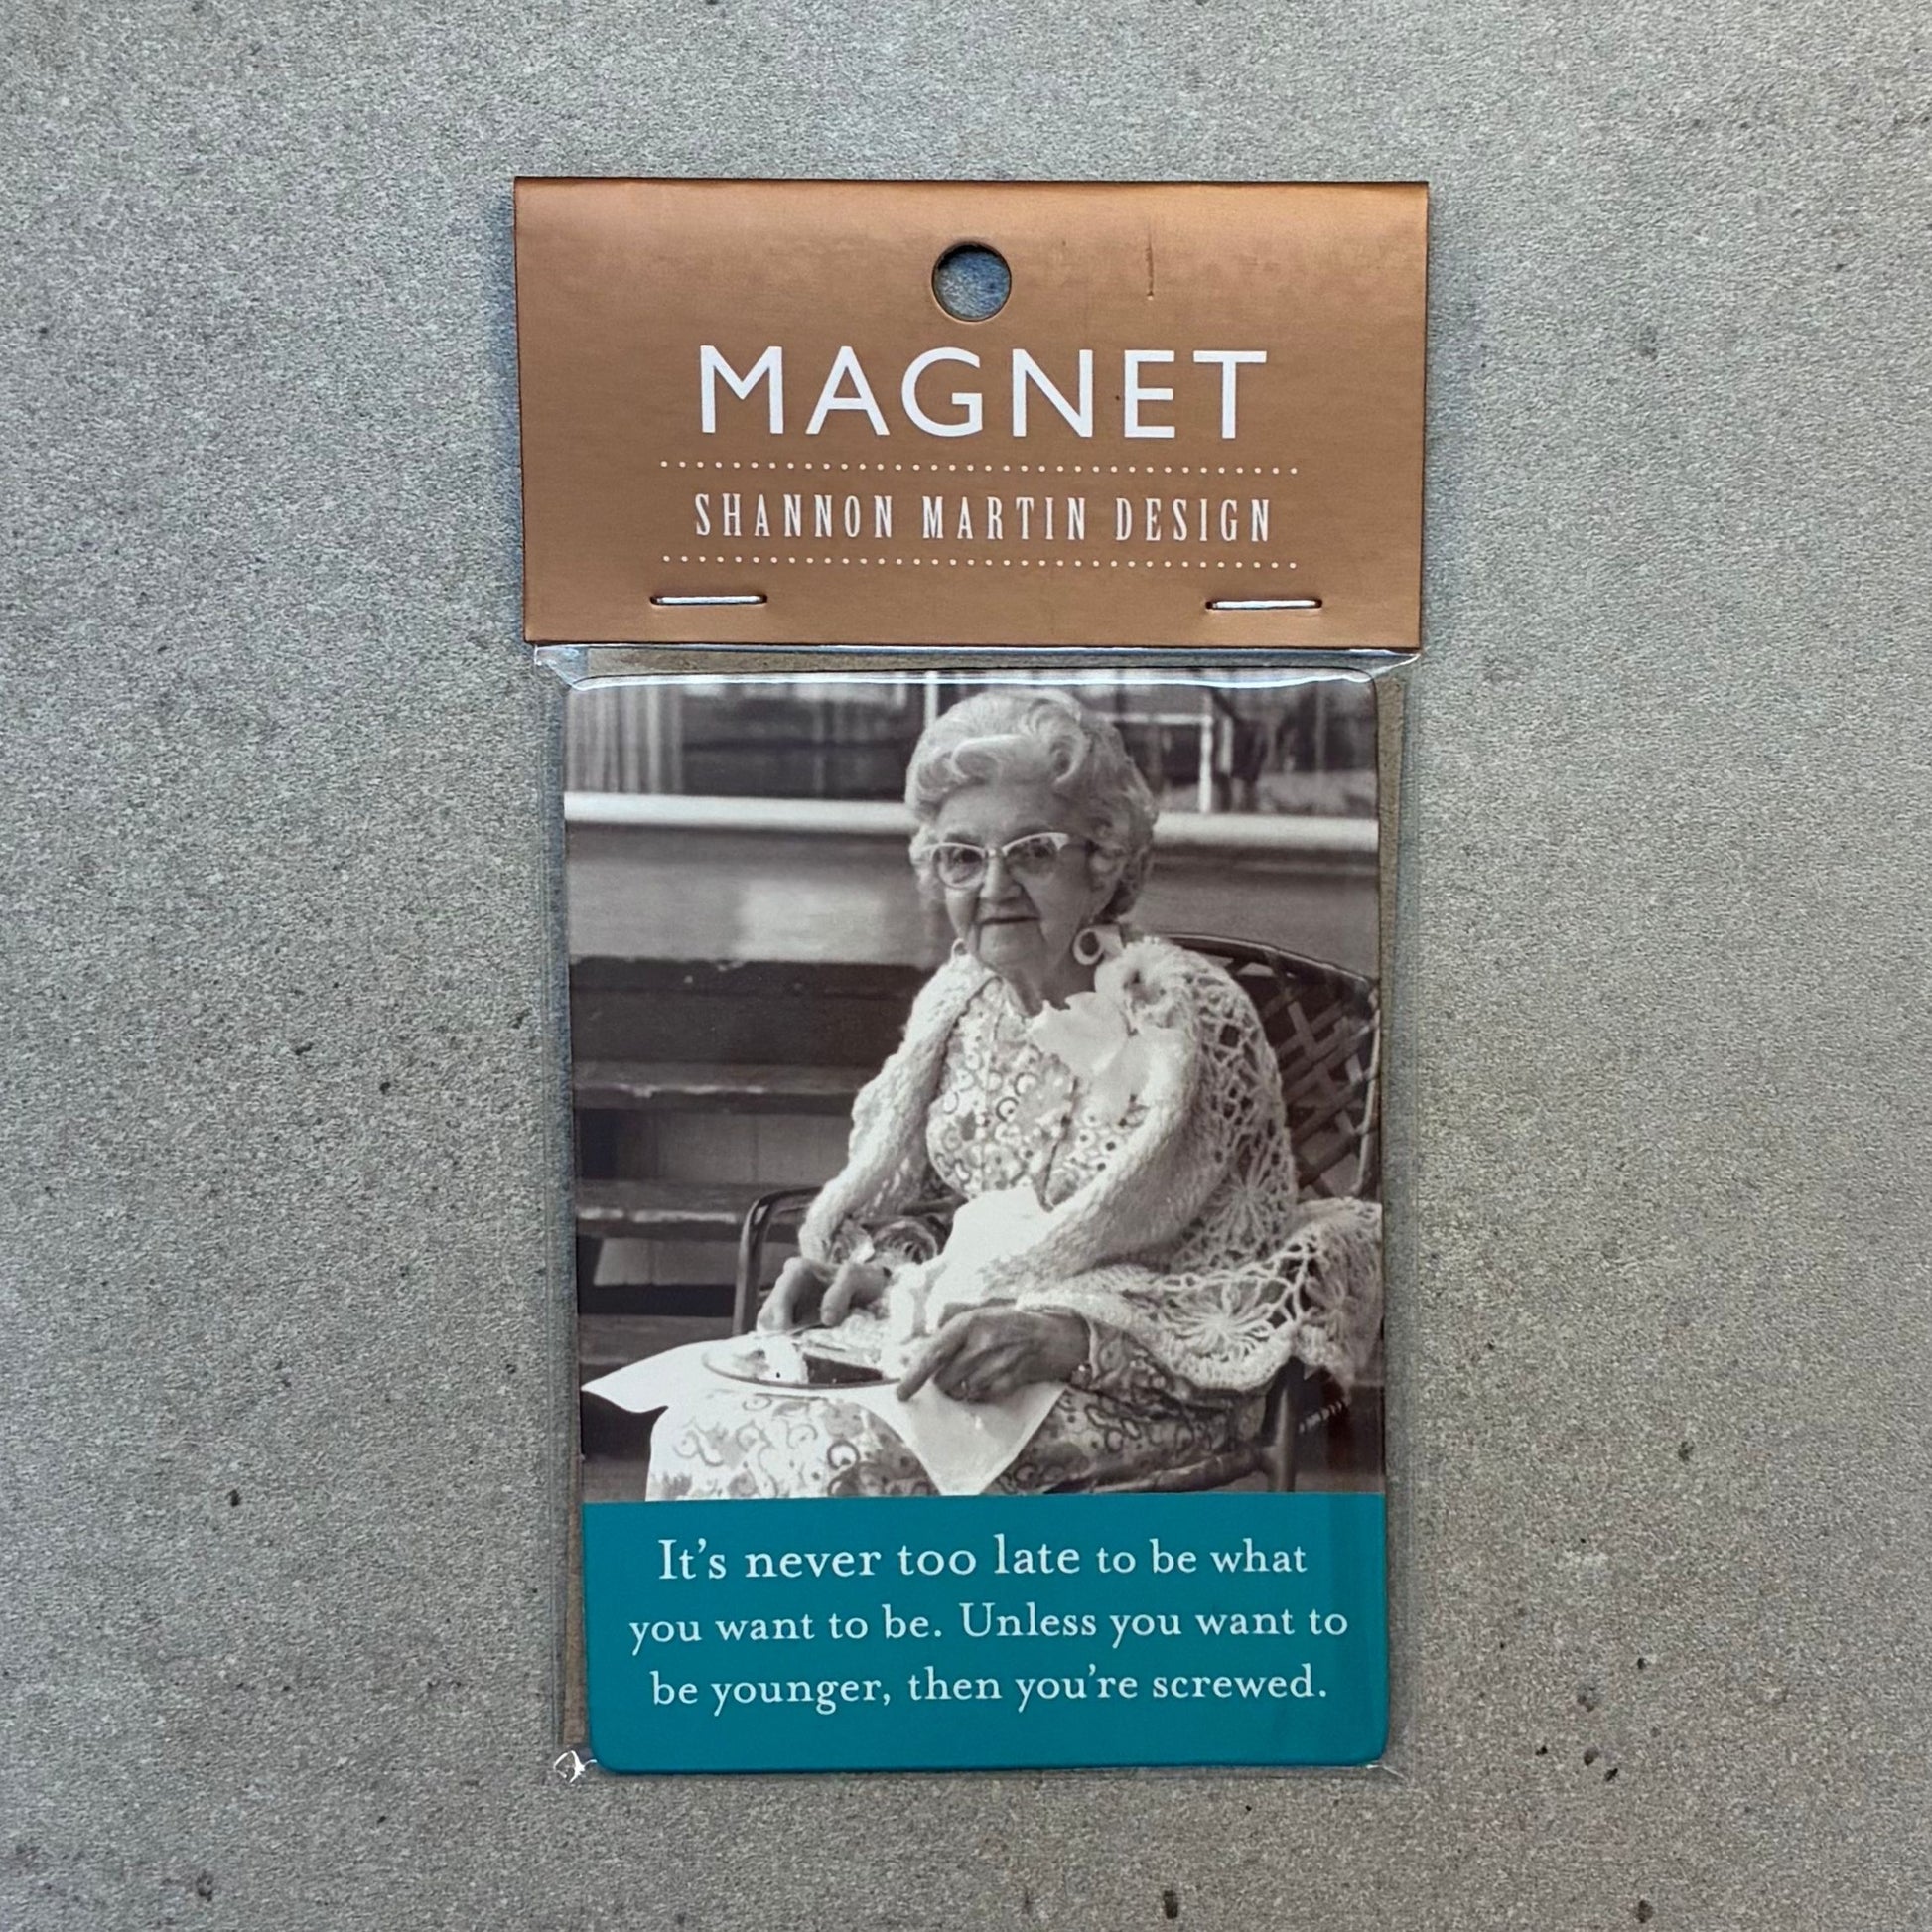 MAGNET
SHANNON MARTIN DESIGN
It's never too late to be what
you want to be. Unless you want to
be younger, then you're screwed.